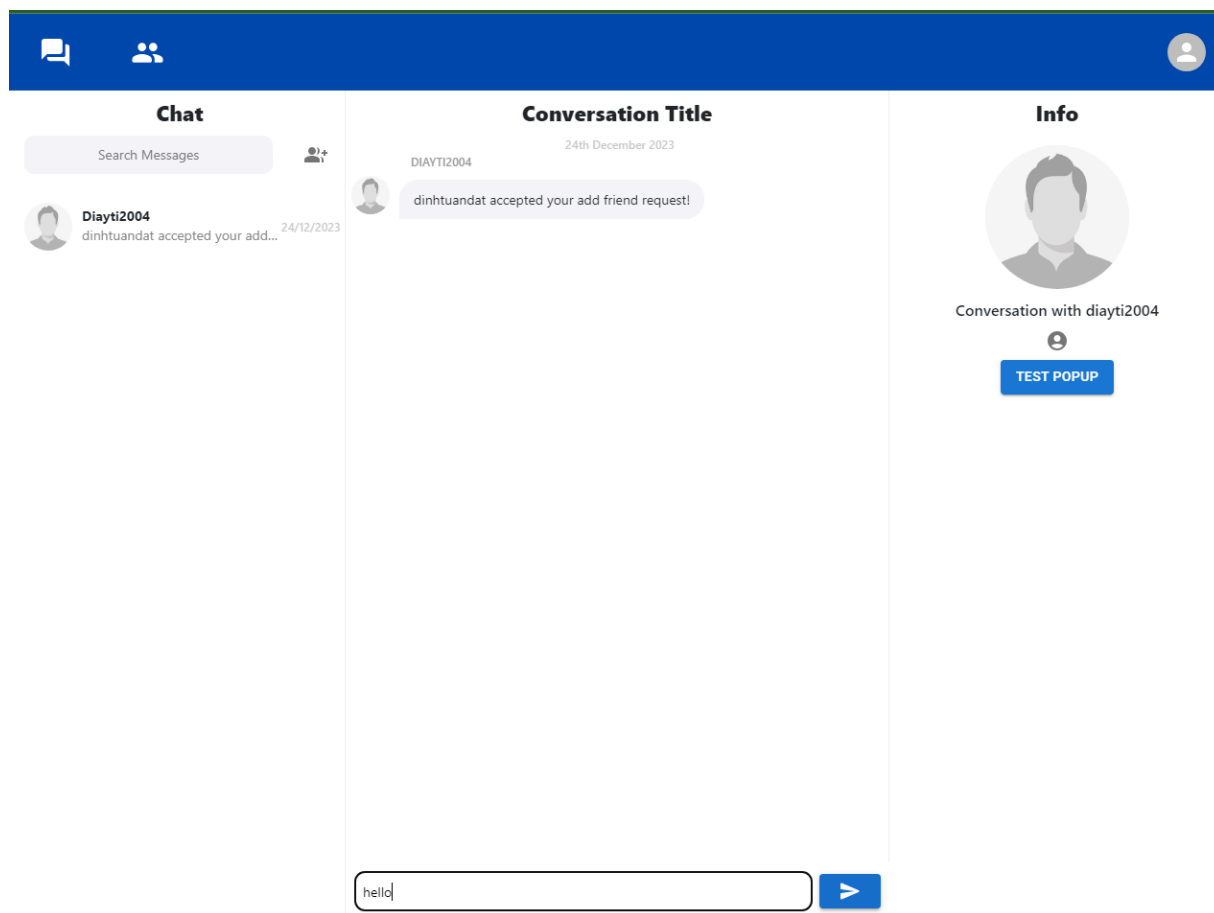 Chat
Search Messages
Diayti2004
dinhtuandat accepted your add...
24/12/2023
Conversation Title
24th December 2023
DIAYTI2004
dinhtuandat accepted your add friend request!
hello
Info
Conversation with diayti2004
TEST POPUP